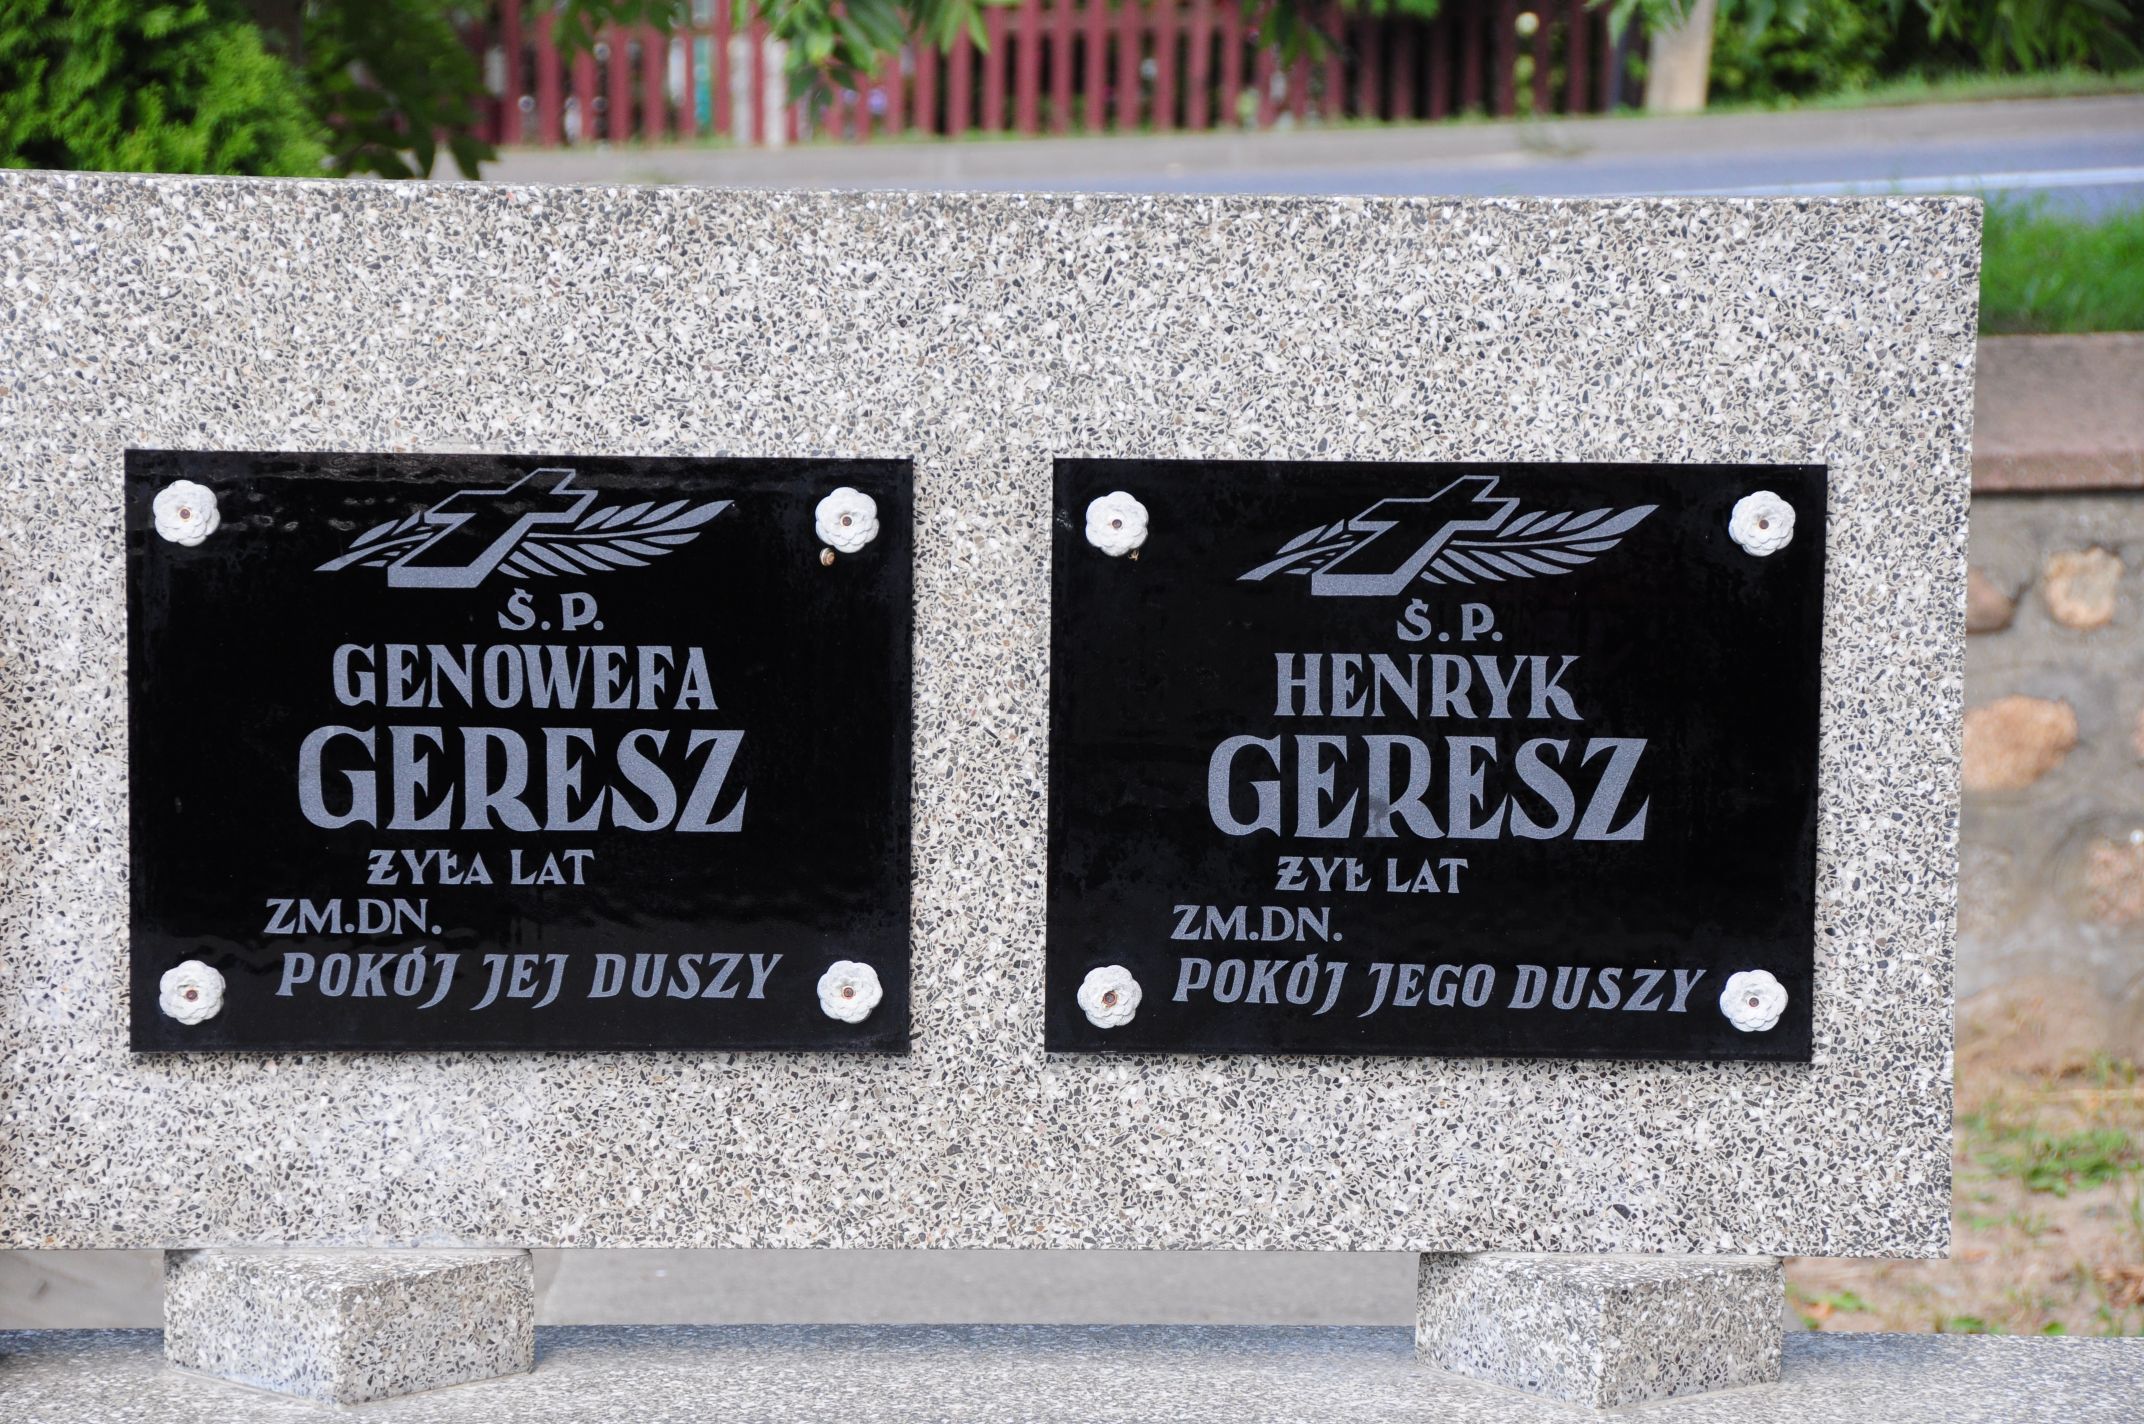 Ś.P.
GENOWEFA
GERESZ
ŻYŁA LAT
ZM.DN.
POKÓJ JEJ DUSZY
Ś.P.
HENRYK
GERESZ
ŻYŁ LAT
ZM.DN.
POKÓJ JEGO DUSZY